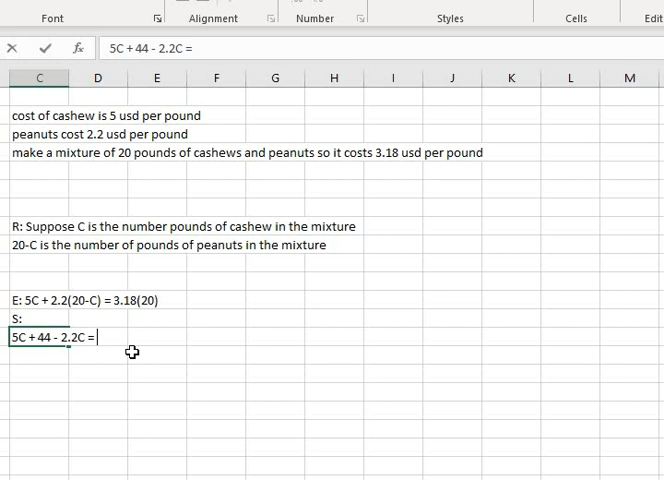 Font Alignment Number Styles Cells Edit
fx 5C + 44 - 2.2C =
C D E F G H I J K L M
cost of cashew is 5 usd per pound
peanuts cost 2.2 usd per pound
make a mixture of 20 pounds of cashews and peanuts so it costs 3.18 usd per pound
R: Suppose C is the number pounds of cashew in the mixture
20-C is the number of pounds of peanuts in the mixture
E: 5C + 2.2(20-C) = 3.18(20)
S:
5C + 44 - 2.2C =